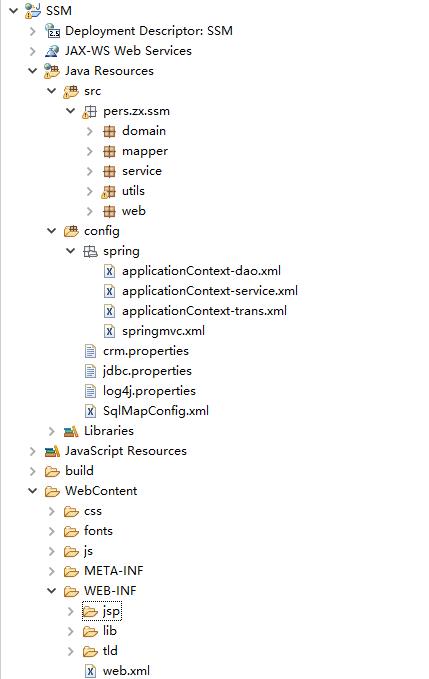 SSM
Deployment Descriptor: SSM
2.5
JAX-WS Web Services
Java Resources
src
pers.zx.ssm
domain
mapper
service
utils
web
config
spring
applicationContext-dao.xml
applicationContext-service.xml
applicationContext-trans.xml
springmvc.xml
crm.properties
jdbc.properties
log4j.properties
SqlMapConfig.xml
Libraries
JavaScript Resources
build
WebContent
css
fonts
js
META-INF
WEB-INF
jsp
lib
tld
web.xml